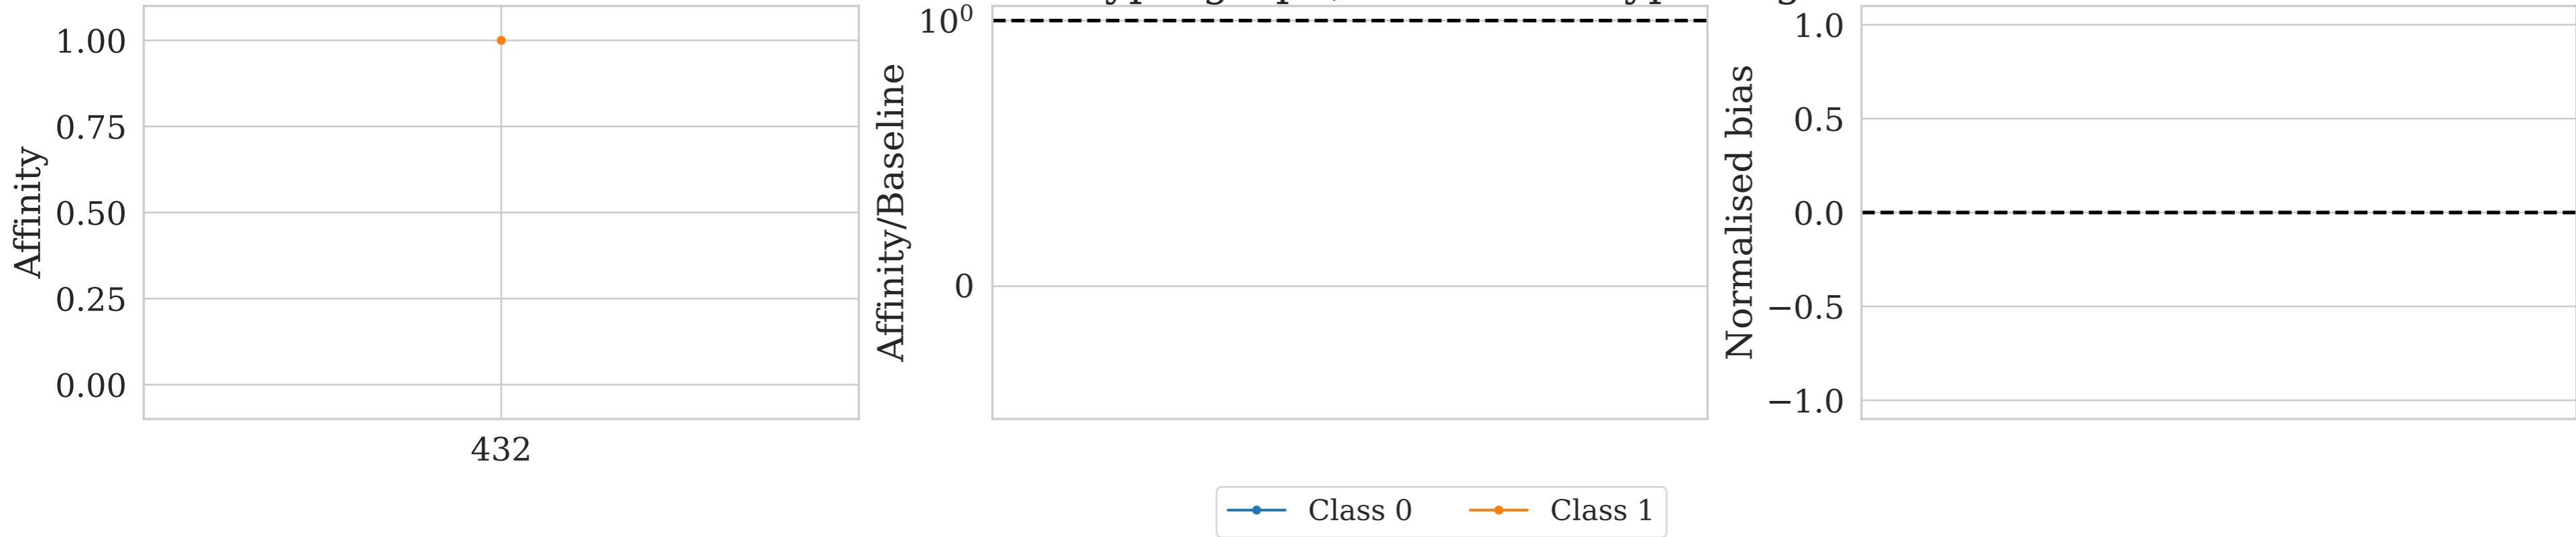 Affinity
1.00
0.75
0.50
0.25
0.00
432
Affinity/Baseline
10⁰
0
Normalised bias
1.0
0.5
0.0
−0.5
−1.0
Class 0
Class 1